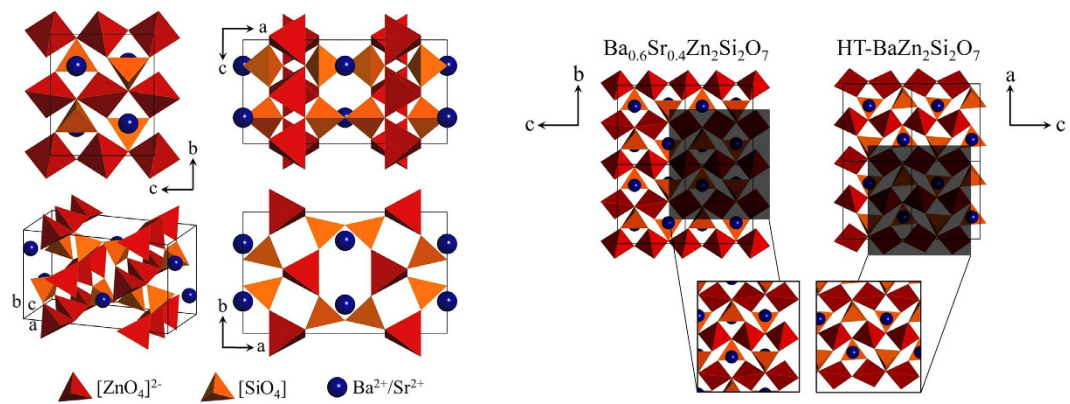 a
c
b
c
b
c
a
b
a
[ZnO₄]²⁻
[SiO₄]
Ba²⁺/Sr²⁺
Ba₀.₆Sr₀.₄Zn₂Si₂O₇
HT-BaZn₂Si₂O₇
b
c
a
c